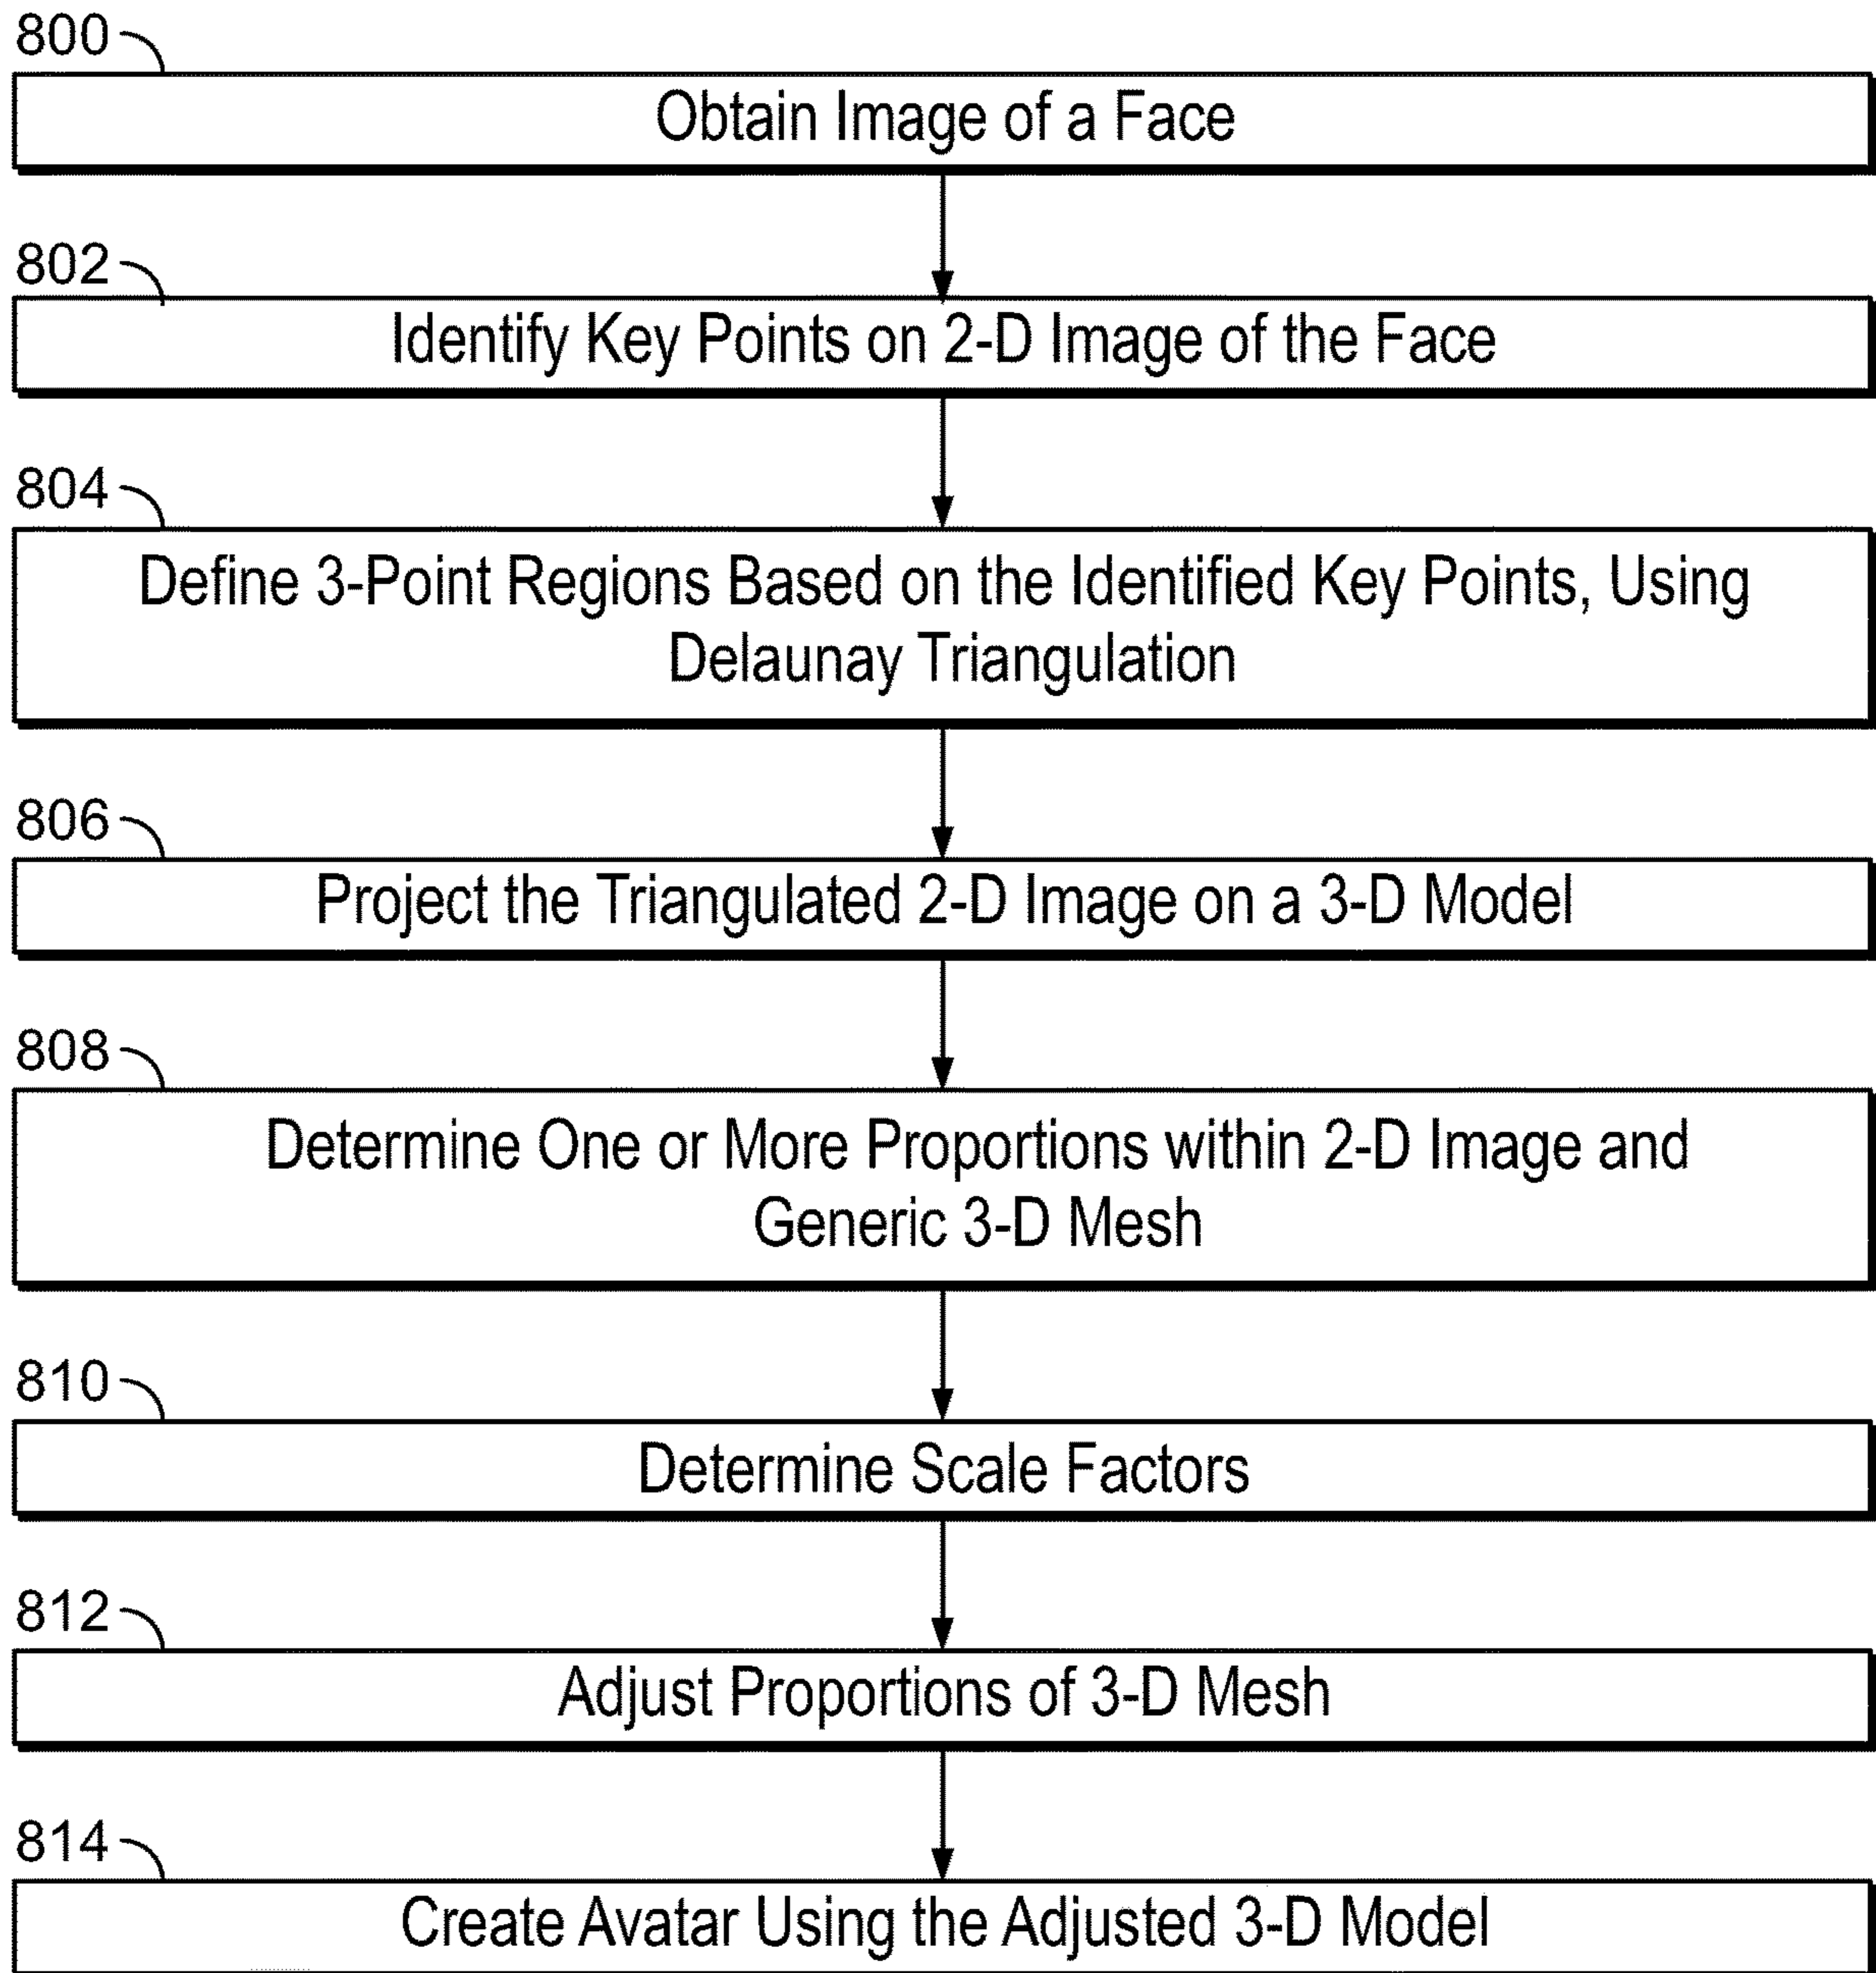 800
Obtain Image of a Face
802
Identify Key Points on 2-D Image of the Face
804
Define 3-Point Regions Based on the Identified Key Points, Using
Delaunay Triangulation
806
Project the Triangulated 2-D Image on a 3-D Model
808
Determine One or More Proportions within 2-D Image and
Generic 3-D Mesh
810
Determine Scale Factors
812
Adjust Proportions of 3-D Mesh
814
Create Avatar Using the Adjusted 3-D Model